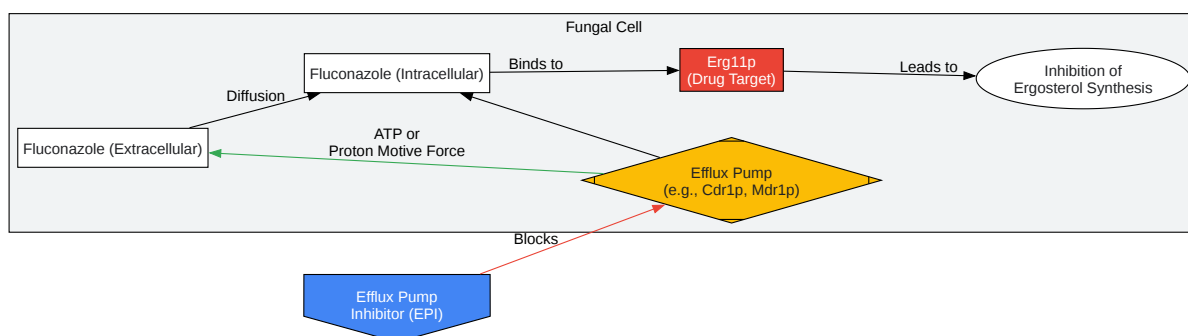 Fungal Cell
Fluconazole (Intracellular)
Binds to
Erg11p
(Drug Target)
Leads to
Inhibition of
Ergosterol Synthesis
Diffusion
Fluconazole (Extracellular)
ATP or
Proton Motive Force
Efflux Pump
(e.g., Cdr1p, Mdr1p)
Blocks
Efflux Pump
Inhibitor (EPI)